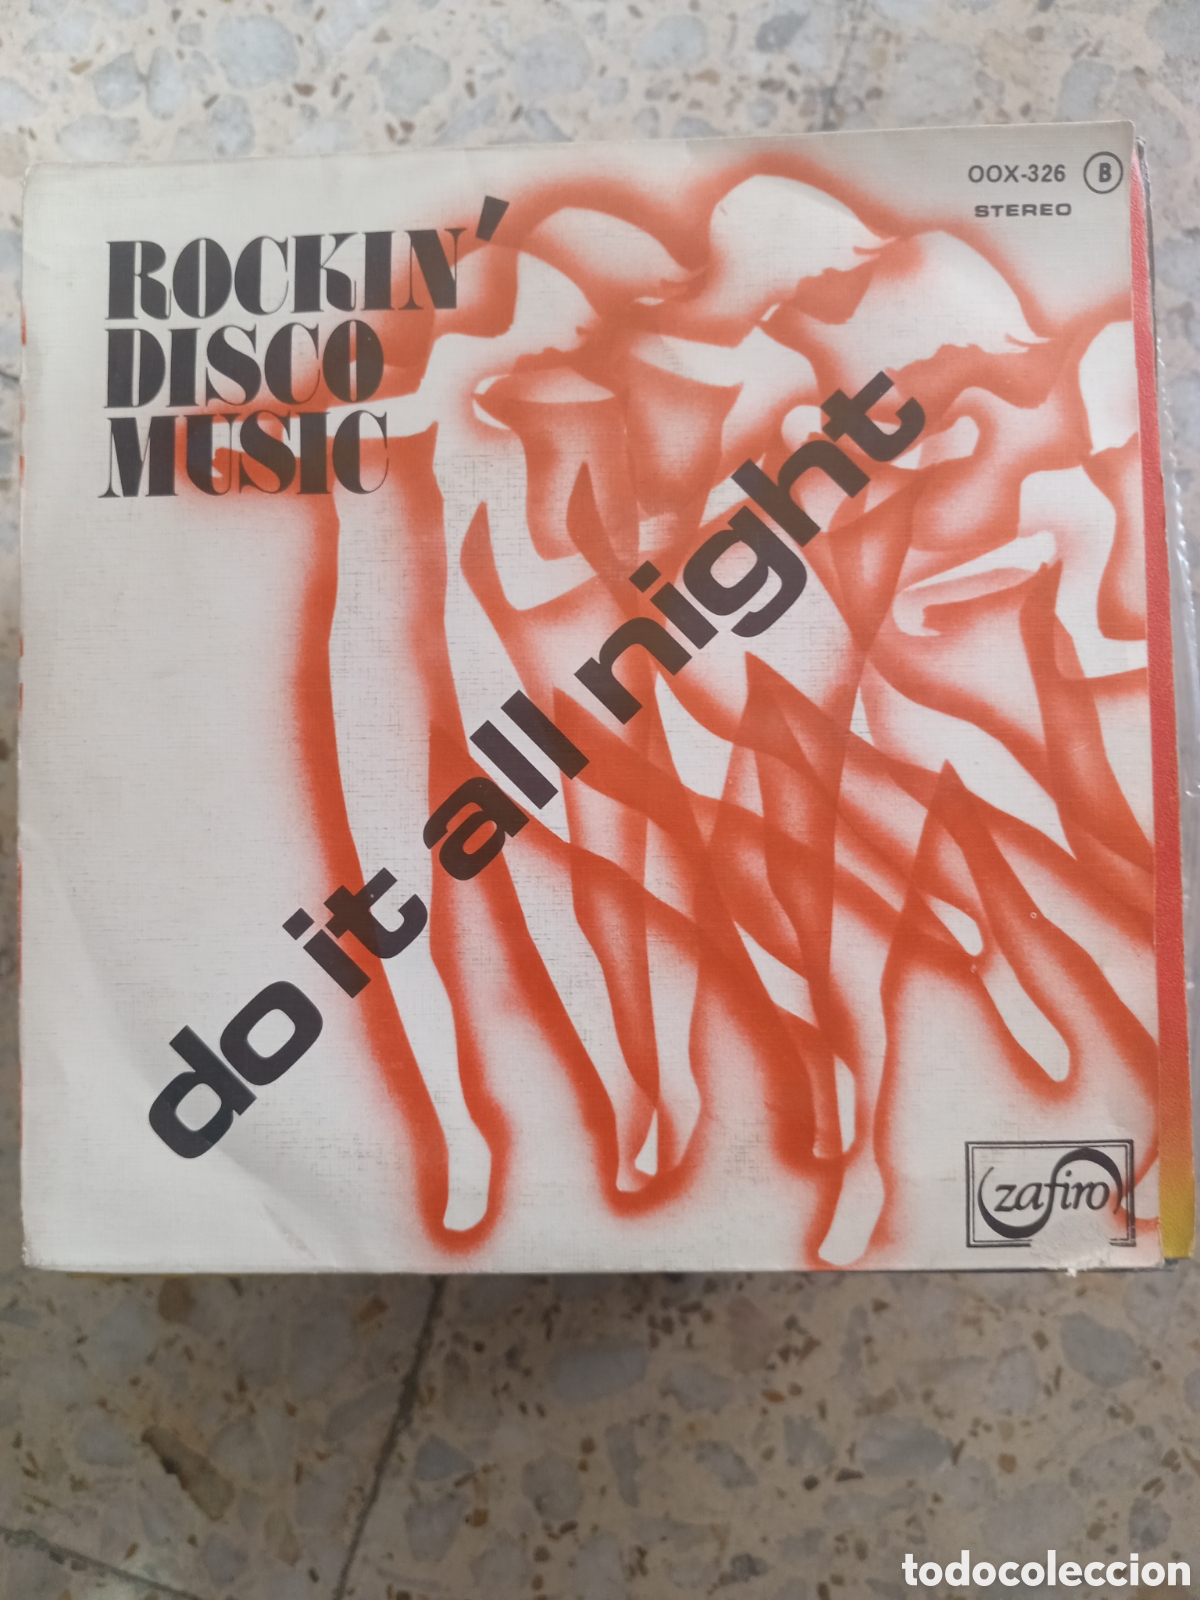 OOX-326 B
STEREO
ROCKIN'
DISCO
MUSIC
do it all night
zafiro
todocoleccion